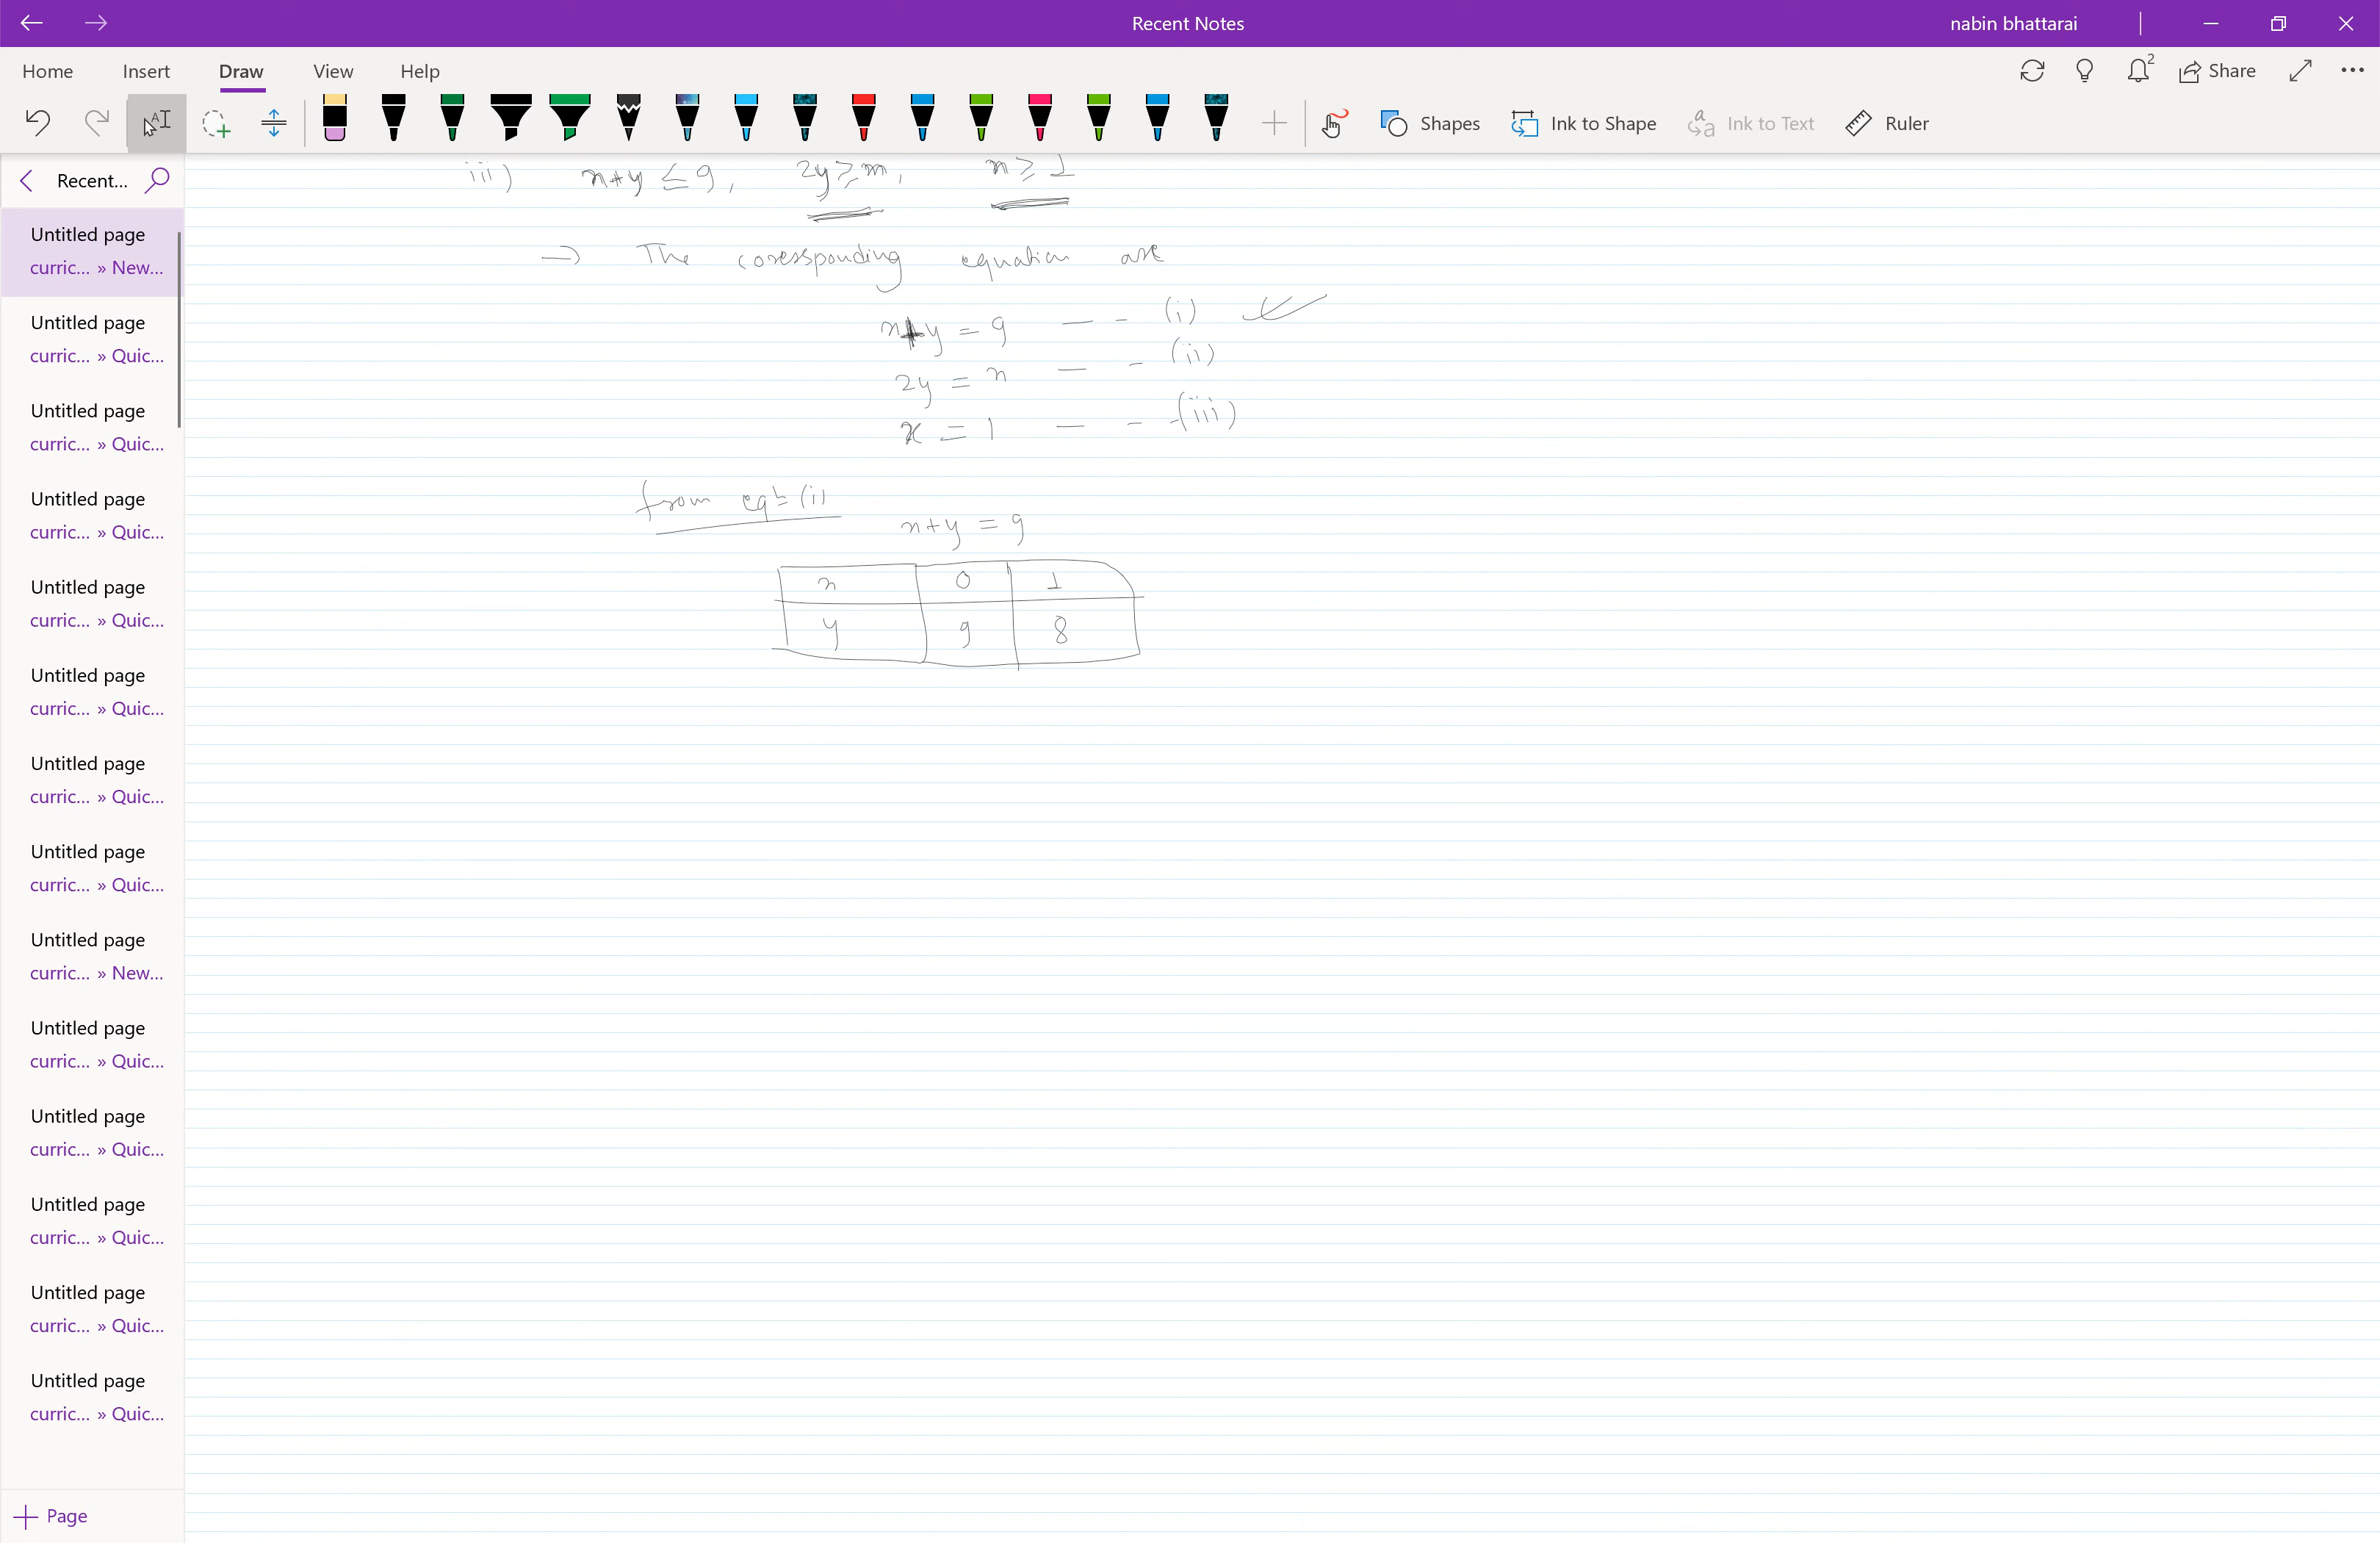 Recent Notes nabin bhattarai
Home Insert Draw View Help 2 Share
Shapes Ink to Shape Ink to Text Ruler
Recent...
iii) x+y ≤ 9, 2y ≥ x, x ≥ 1
Untitled page
curric... » New...
→ The coressponding equation are
x+y = 9 — - (i)
Untitled page
curric... » Quic...
2y = x — - (ii)
Untitled page
x = 1 — - -(iii)
curric... » Quic...
Untitled page
from eqn (i)
curric... » Quic...
x+y = 9
Untitled page
x 0 1
curric... » Quic...
y 9 8
Untitled page
curric... » Quic...
Untitled page
curric... » Quic...
Untitled page
curric... » Quic...
Untitled page
curric... » New...
Untitled page
curric... » Quic...
Untitled page
curric... » Quic...
Untitled page
curric... » Quic...
Untitled page
curric... » Quic...
Untitled page
curric... » Quic...
Page